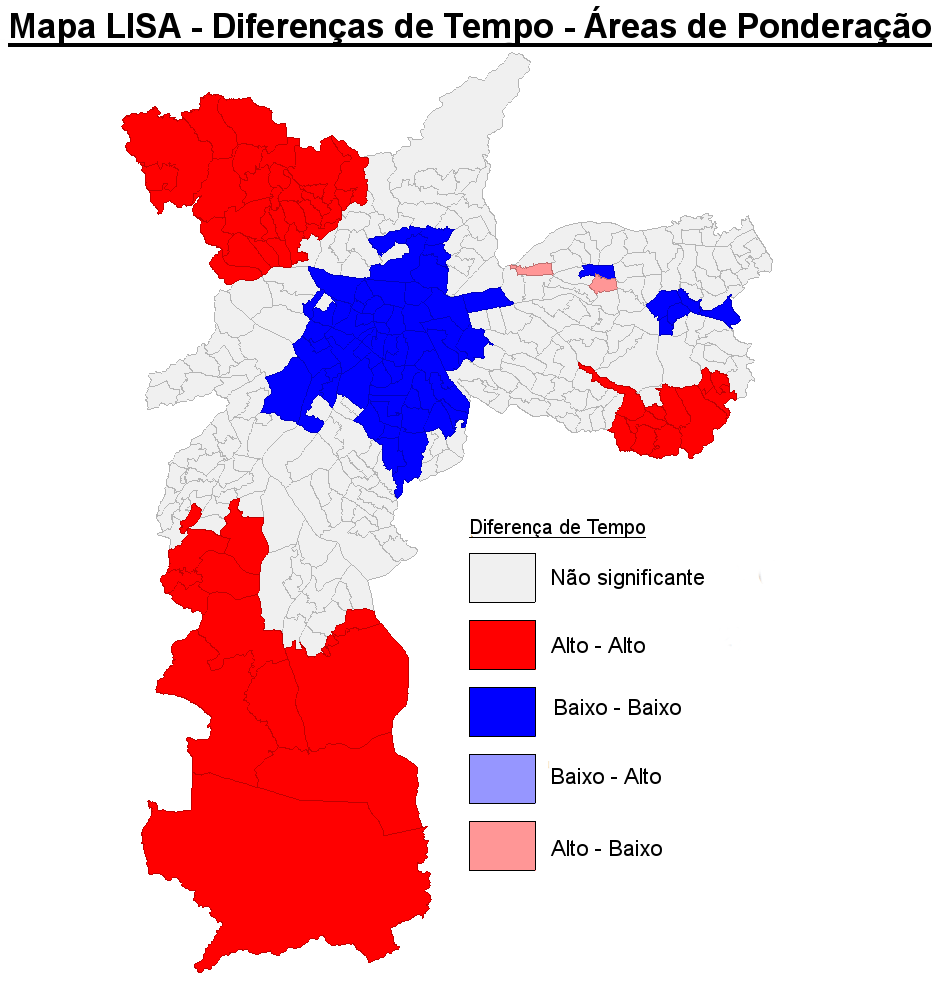 Mapa LISA - Diferenças de Tempo - Áreas de Ponderação
Diferença de Tempo
Não significante
Alto - Alto
Baixo - Baixo
Baixo - Alto
Alto - Baixo